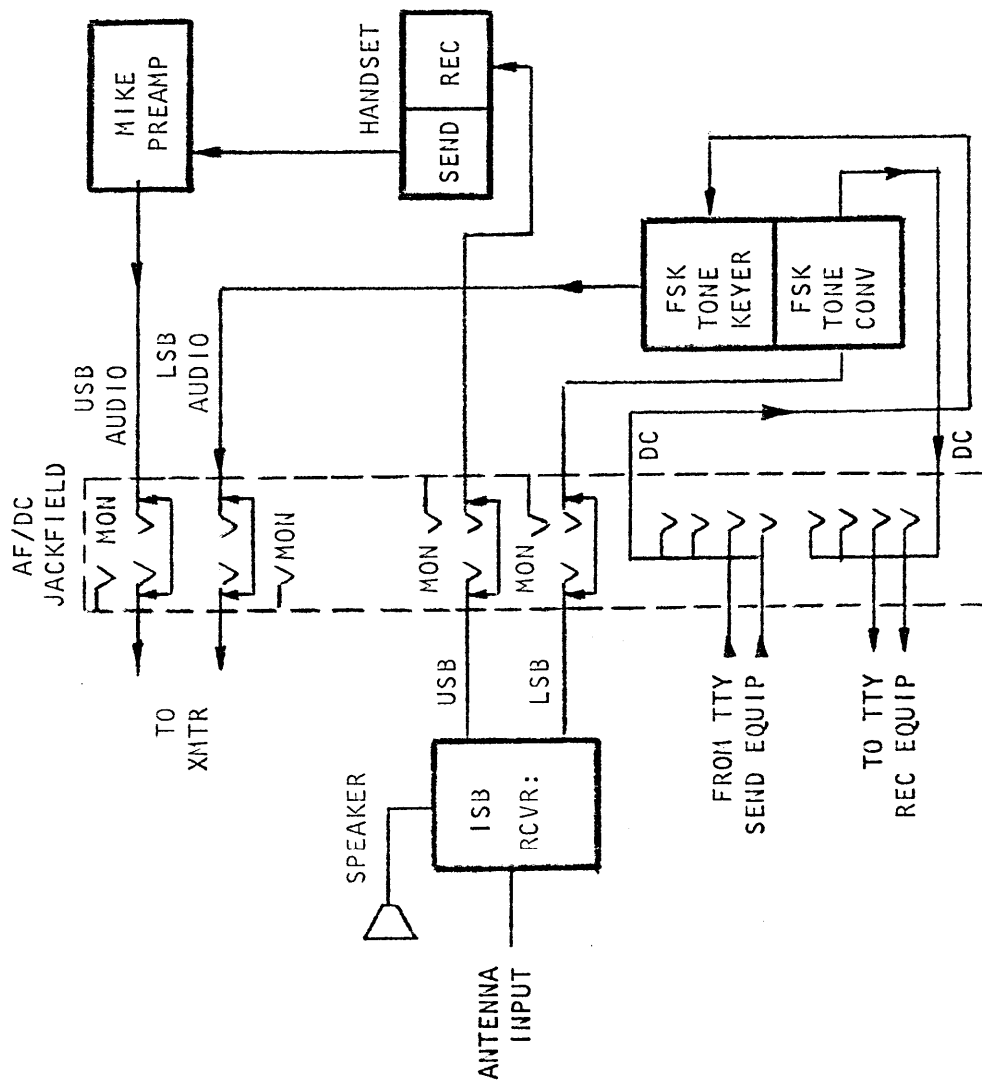 MIKE
PREAMP
HANDSET
SEND
REC
USB
AUDIO
LSB
AUDIO
FSK
TONE
KEYER
FSK
TONE
CONV
AF/DC
JACKFIELD
MON
MON
MON
MON
DC
DC
TO
XMTR
USB
LSB
FROM TTY
SEND EQUIP
TO TTY
REC EQUIP
SPEAKER
ISB
RCVR:
ANTENNA
INPUT